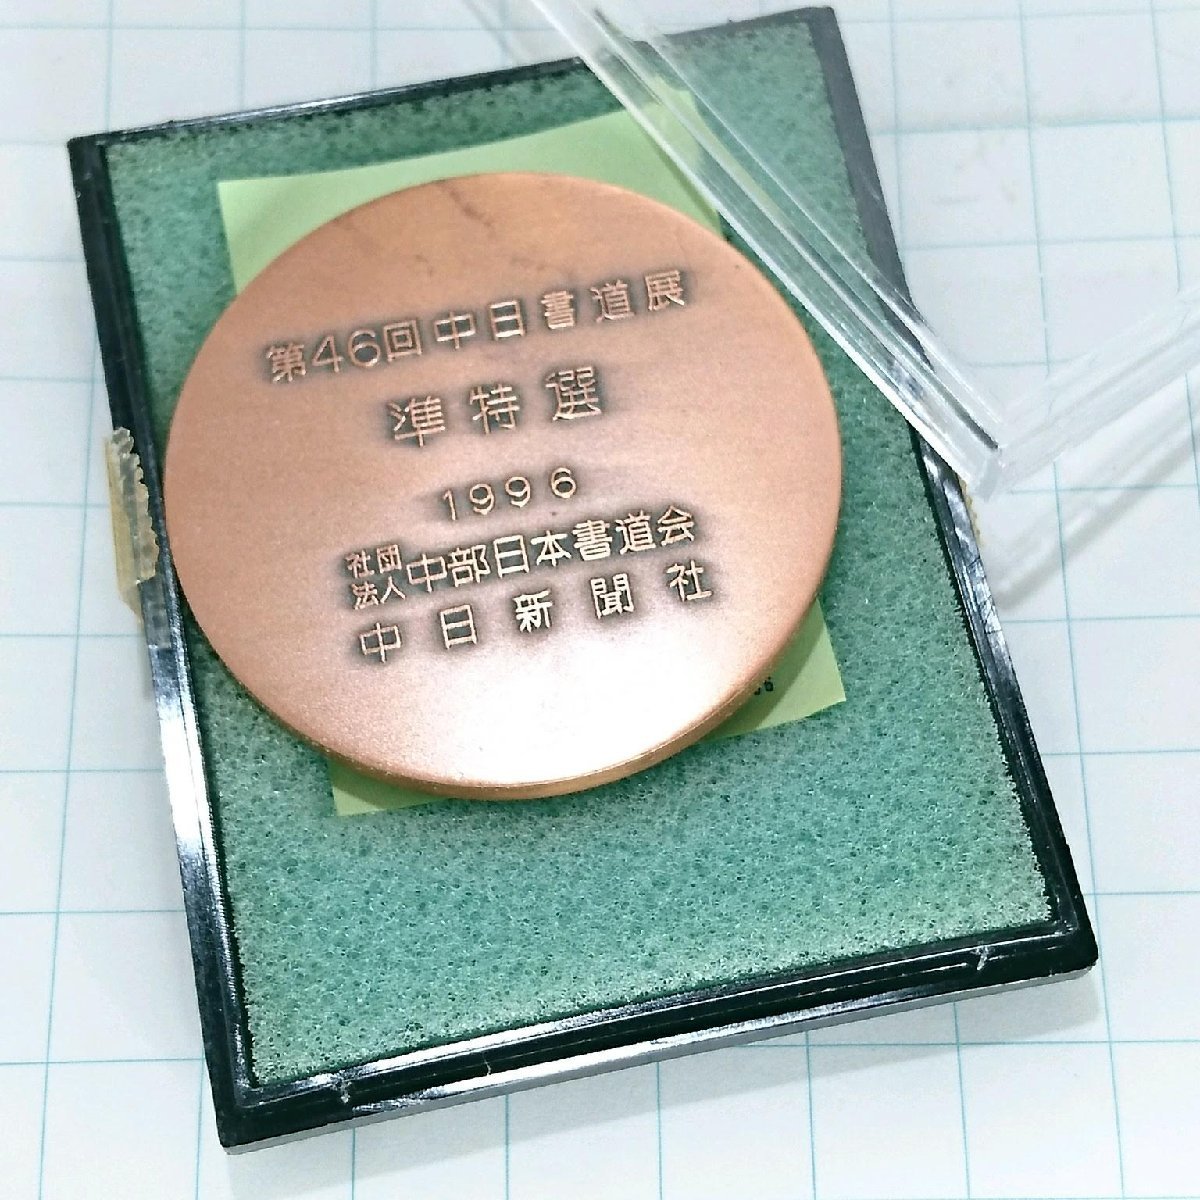 第46回中日書道展
準特選
1996
社団法人中部日本書道会
中日新聞社